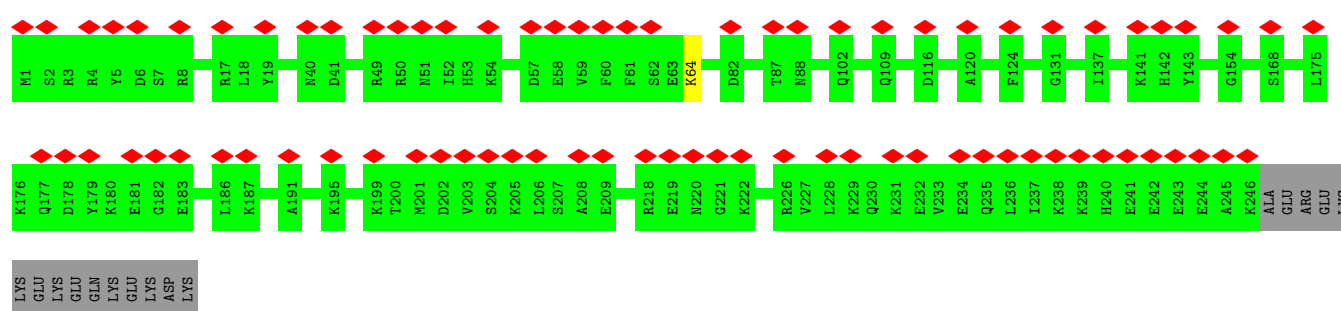 M1 S2 R3 R4 Y5 D6 S7 R8 R17 L18 Y19 N40 D41 R49 R50 N51 I52 H53 K54 D57 E58 V59 F60 F61 S62 E63 K64 D82 T87 N88 Q102 Q109 D116 A120 F124 G131 I137 K141 H142 Y143 G154 S168 L175
K176 Q177 D178 Y179 K180 E181 G182 E183 L186 K187 A191 K195 K199 T200 M201 D202 V203 S204 K205 L206 S207 A208 E209 R218 E219 N220 G221 K222 R226 V227 L228 K229 Q230 K231 E232 V233 E234 Q235 L236 I237 K238 K239 H240 E241 E242 E243 E244 A245 K246 ALA GLU ARG GLU
LYS GLU LYS GLU GLN LYS GLU LYS ASP LYS